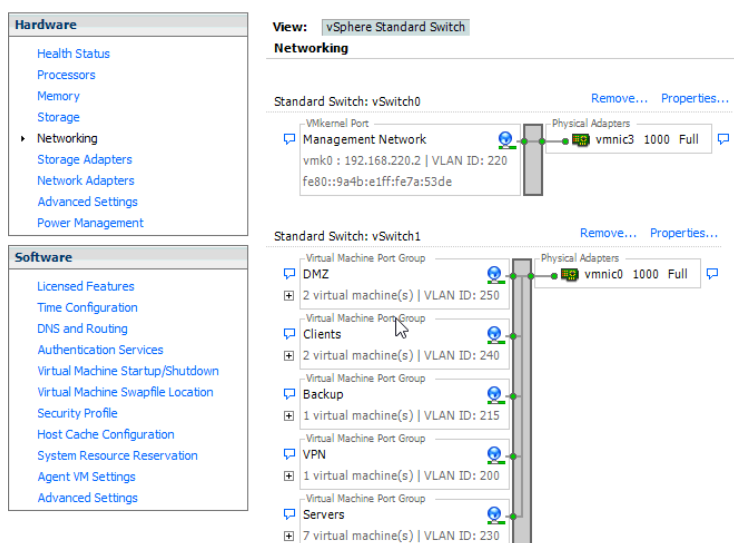 Hardware
Health Status
Processors
Memory
Storage
Networking
Storage Adapters
Network Adapters
Advanced Settings
Power Management
Software
Licensed Features
Time Configuration
DNS and Routing
Authentication Services
Virtual Machine Startup/Shutdown
Virtual Machine Swapfile Location
Security Profile
Host Cache Configuration
System Resource Reservation
Agent VM Settings
Advanced Settings
View: vSphere Standard Switch
Networking
Standard Switch: vSwitch0 Remove... Properties...
VMkernel Port Physical Adapters
Management Network vmnic3 1000 Full
vmk0 : 192.168.220.2 | VLAN ID: 220
fe80::9a4b:e1ff:fe7a:53de
Standard Switch: vSwitch1 Remove... Properties...
Virtual Machine Port Group Physical Adapters
DMZ vmnic0 1000 Full
2 virtual machine(s) | VLAN ID: 250
Virtual Machine Port Group
Clients
2 virtual machine(s) | VLAN ID: 240
Virtual Machine Port Group
Backup
1 virtual machine(s) | VLAN ID: 215
Virtual Machine Port Group
VPN
1 virtual machine(s) | VLAN ID: 200
Virtual Machine Port Group
Servers
7 virtual machine(s) | VLAN ID: 230